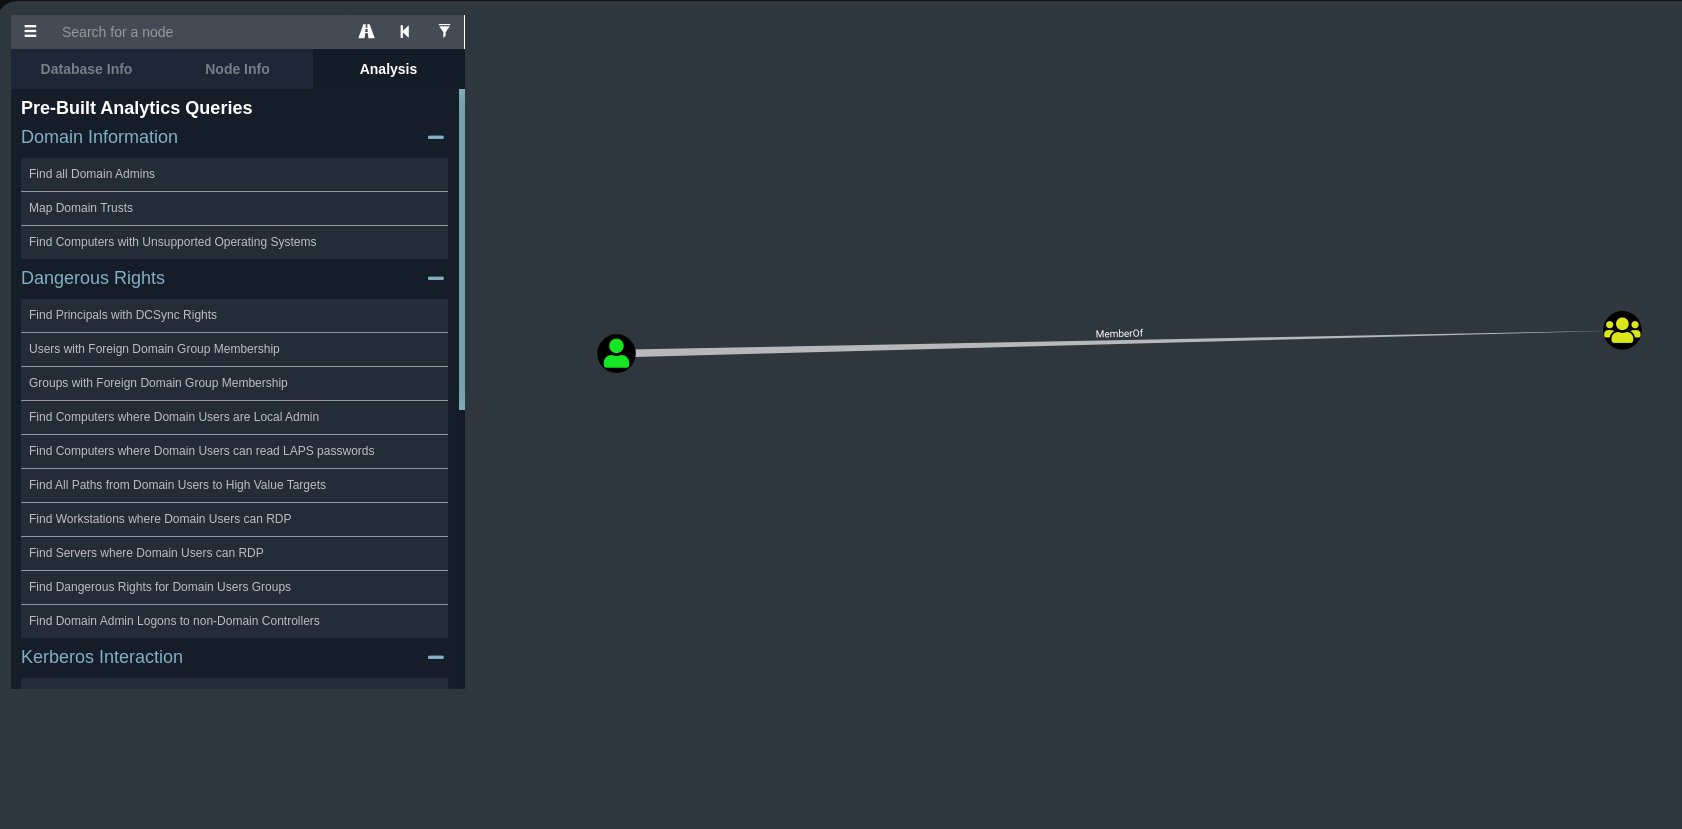 Search for a node
Database Info
Node Info
Analysis
Pre-Built Analytics Queries
Domain Information
Find all Domain Admins
Map Domain Trusts
Find Computers with Unsupported Operating Systems
Dangerous Rights
Find Principals with DCSync Rights
Users with Foreign Domain Group Membership
Groups with Foreign Domain Group Membership
Find Computers where Domain Users are Local Admin
Find Computers where Domain Users can read LAPS passwords
Find All Paths from Domain Users to High Value Targets
Find Workstations where Domain Users can RDP
Find Servers where Domain Users can RDP
Find Dangerous Rights for Domain Users Groups
Find Domain Admin Logons to non-Domain Controllers
Kerberos Interaction
MemberOf